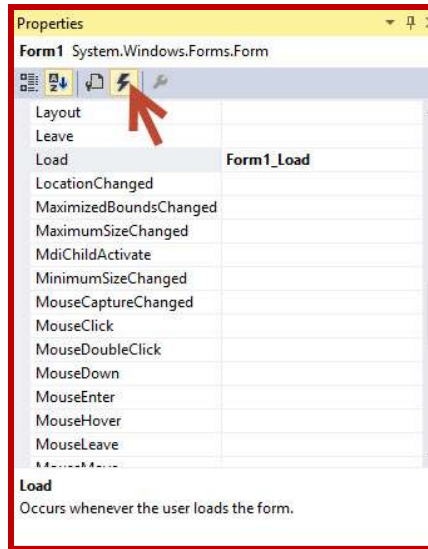 Properties
Form1 System.Windows.Forms.Form
Layout
Leave
Load Form1_Load
LocationChanged
MaximizedBoundsChanged
MaximumSizeChanged
MdiChildActivate
MinimumSizeChanged
MouseCaptureChanged
MouseClick
MouseDoubleClick
MouseDown
MouseEnter
MouseHover
MouseLeave
Load
Occurs whenever the user loads the form.